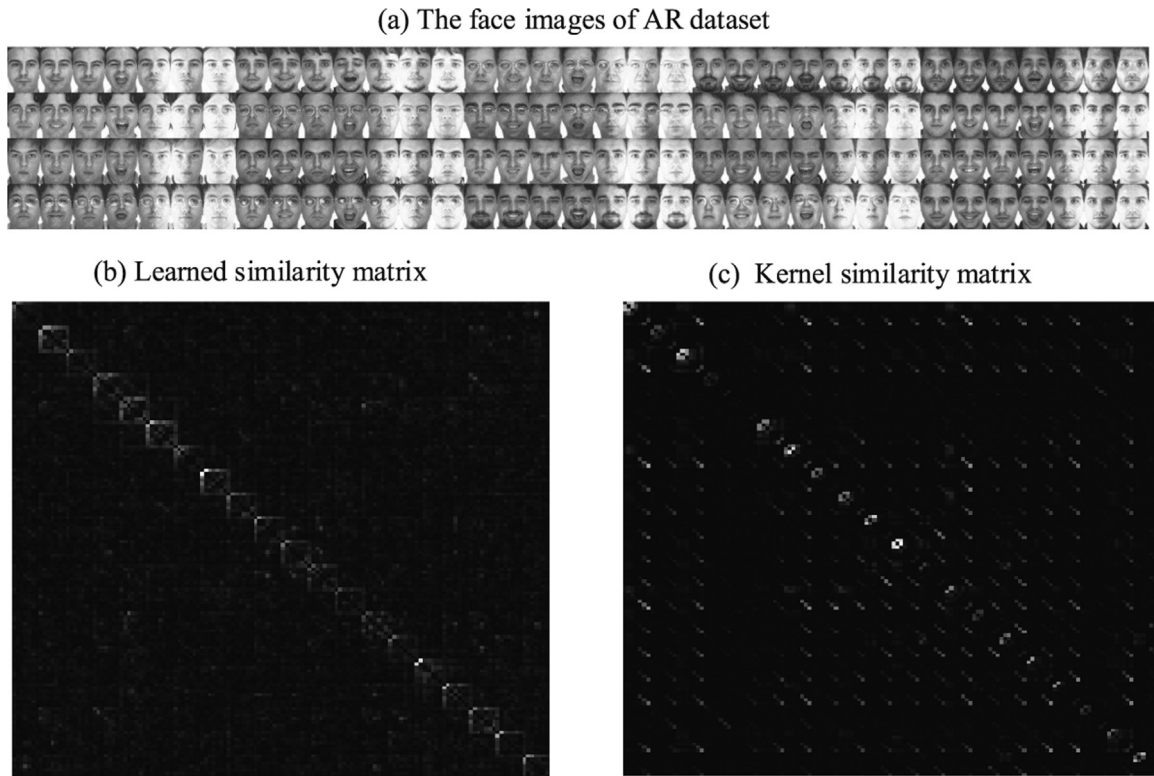 (a) The face images of AR dataset
(b) Learned similarity matrix
(c) Kernel similarity matrix